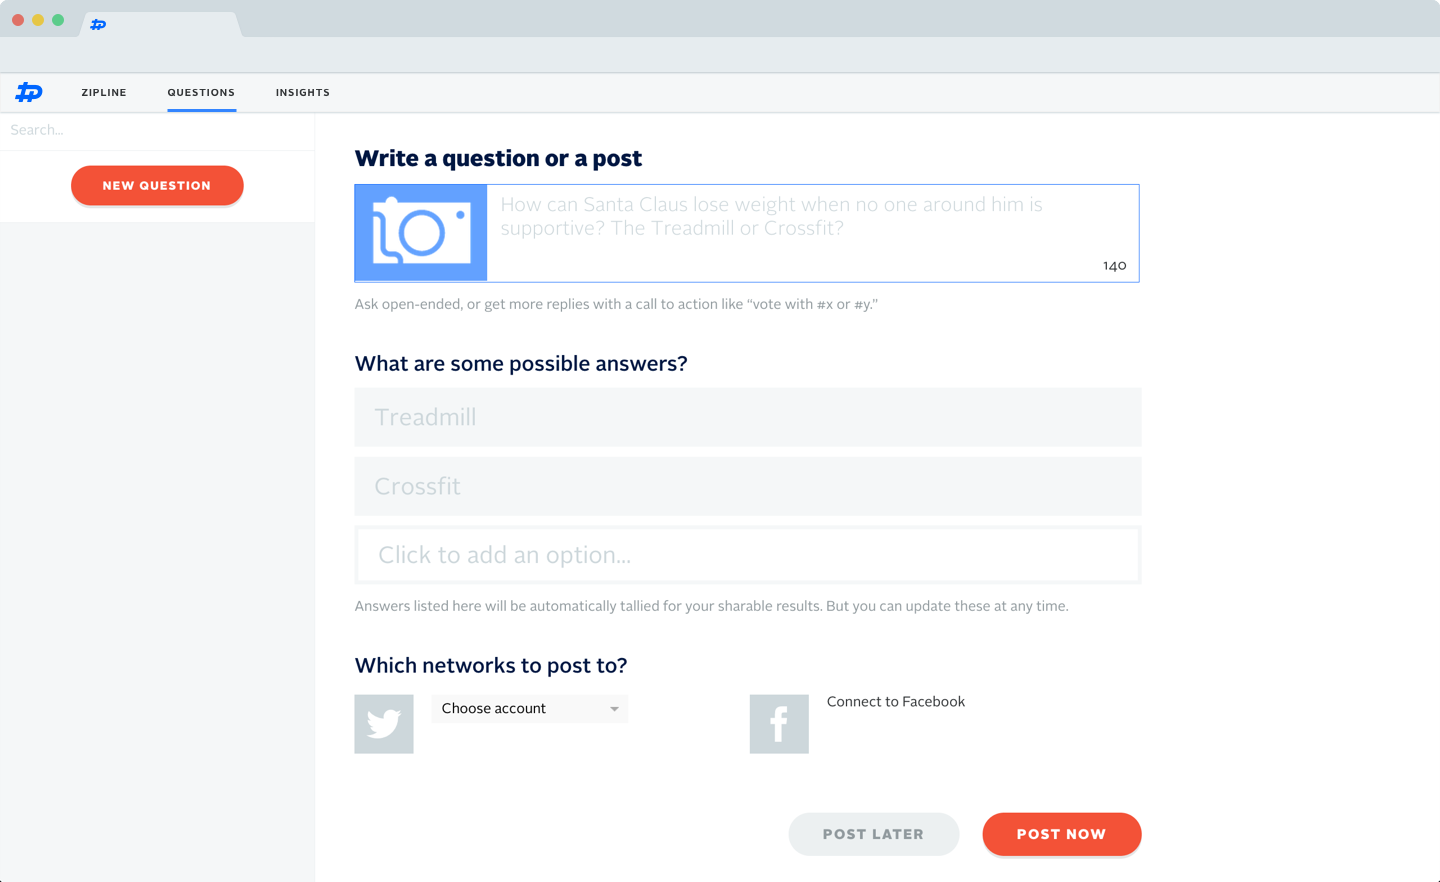 ZIPLINE QUESTIONS INSIGHTS
Search...
NEW QUESTION
Write a question or a post
How can Santa Claus lose weight when no one around him is
supportive? The Treadmill or Crossfit?
140
Ask open-ended, or get more replies with a call to action like “vote with #x or #y.”
What are some possible answers?
Treadmill
Crossfit
Click to add an option...
Answers listed here will be automatically tallied for your sharable results. But you can update these at any time.
Which networks to post to?
Choose account
Connect to Facebook
POST LATER
POST NOW